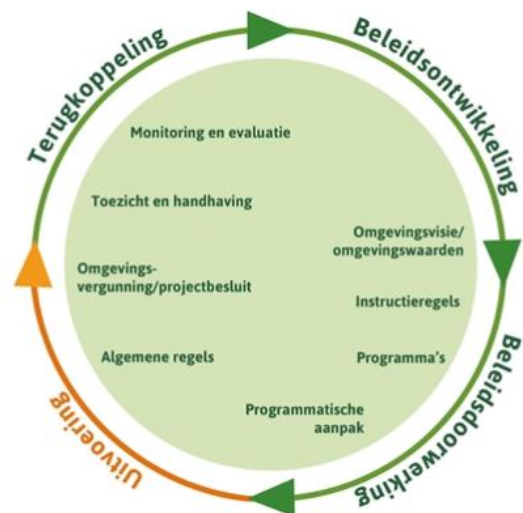 Terugkoppeling
Beleidsontwikkeling
Monitoring en evaluatie
Toezicht en handhaving
Omgevingsvisie/
omgevingswaarden
Omgevings-
vergunning/projectbesluit
Instructieregels
Algemene regels
Programma's
Programmatische
aanpak
Uitvoering
Beleidsdoorwerking